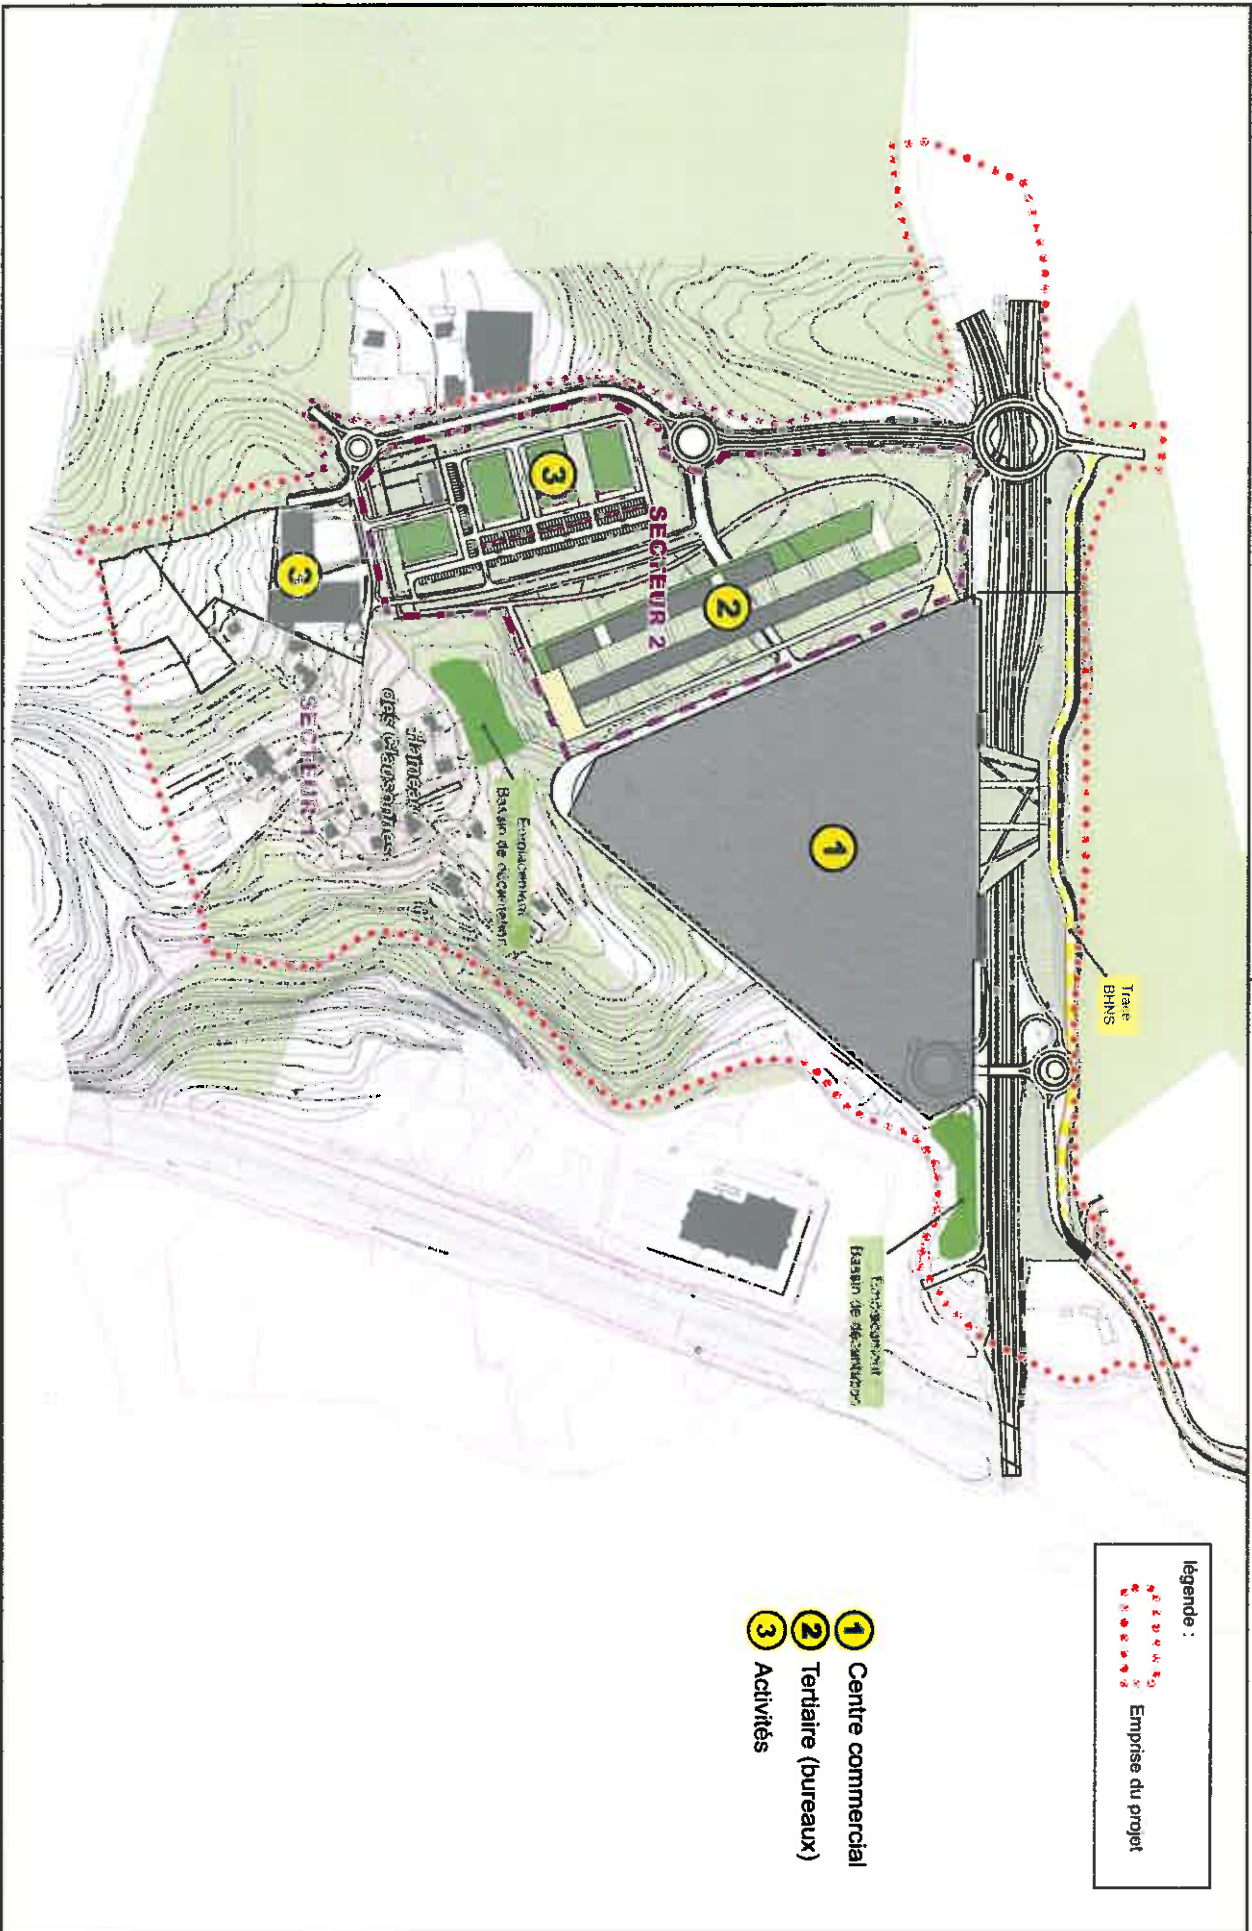 légende :
Emprise du projet
1 Centre commercial
2 Tertiaire (bureaux)
3 Activités
Tracé
BHNS
Emplacement
Bassin de décantation
1
2
SECTEUR 2
3
3
Emplacement
Bassin de décantation
Hameau
des Clausonnes
SECTEUR 1